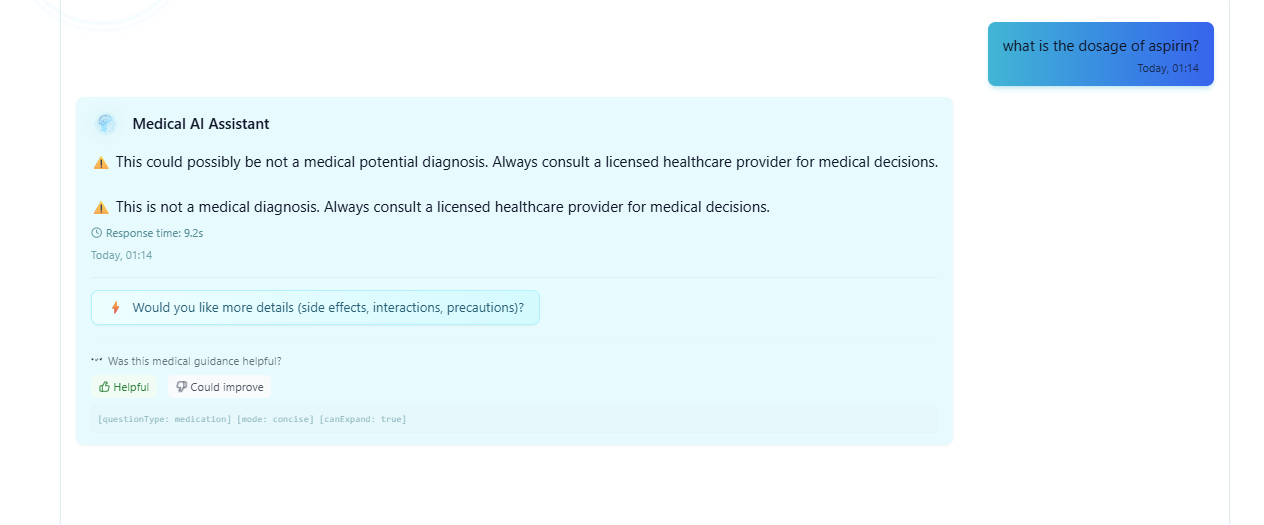 what is the dosage of aspirin?
Today, 01:14
Medical AI Assistant
⚠️ This could possibly be not a medical potential diagnosis. Always consult a licensed healthcare provider for medical decisions.
⚠️ This is not a medical diagnosis. Always consult a licensed healthcare provider for medical decisions.
Response time: 9.2s
Today, 01:14
Would you like more details (side effects, interactions, precautions)?
Was this medical guidance helpful?
Helpful Could improve
[questionType: medication] [mode: concise] [canExpand: true]